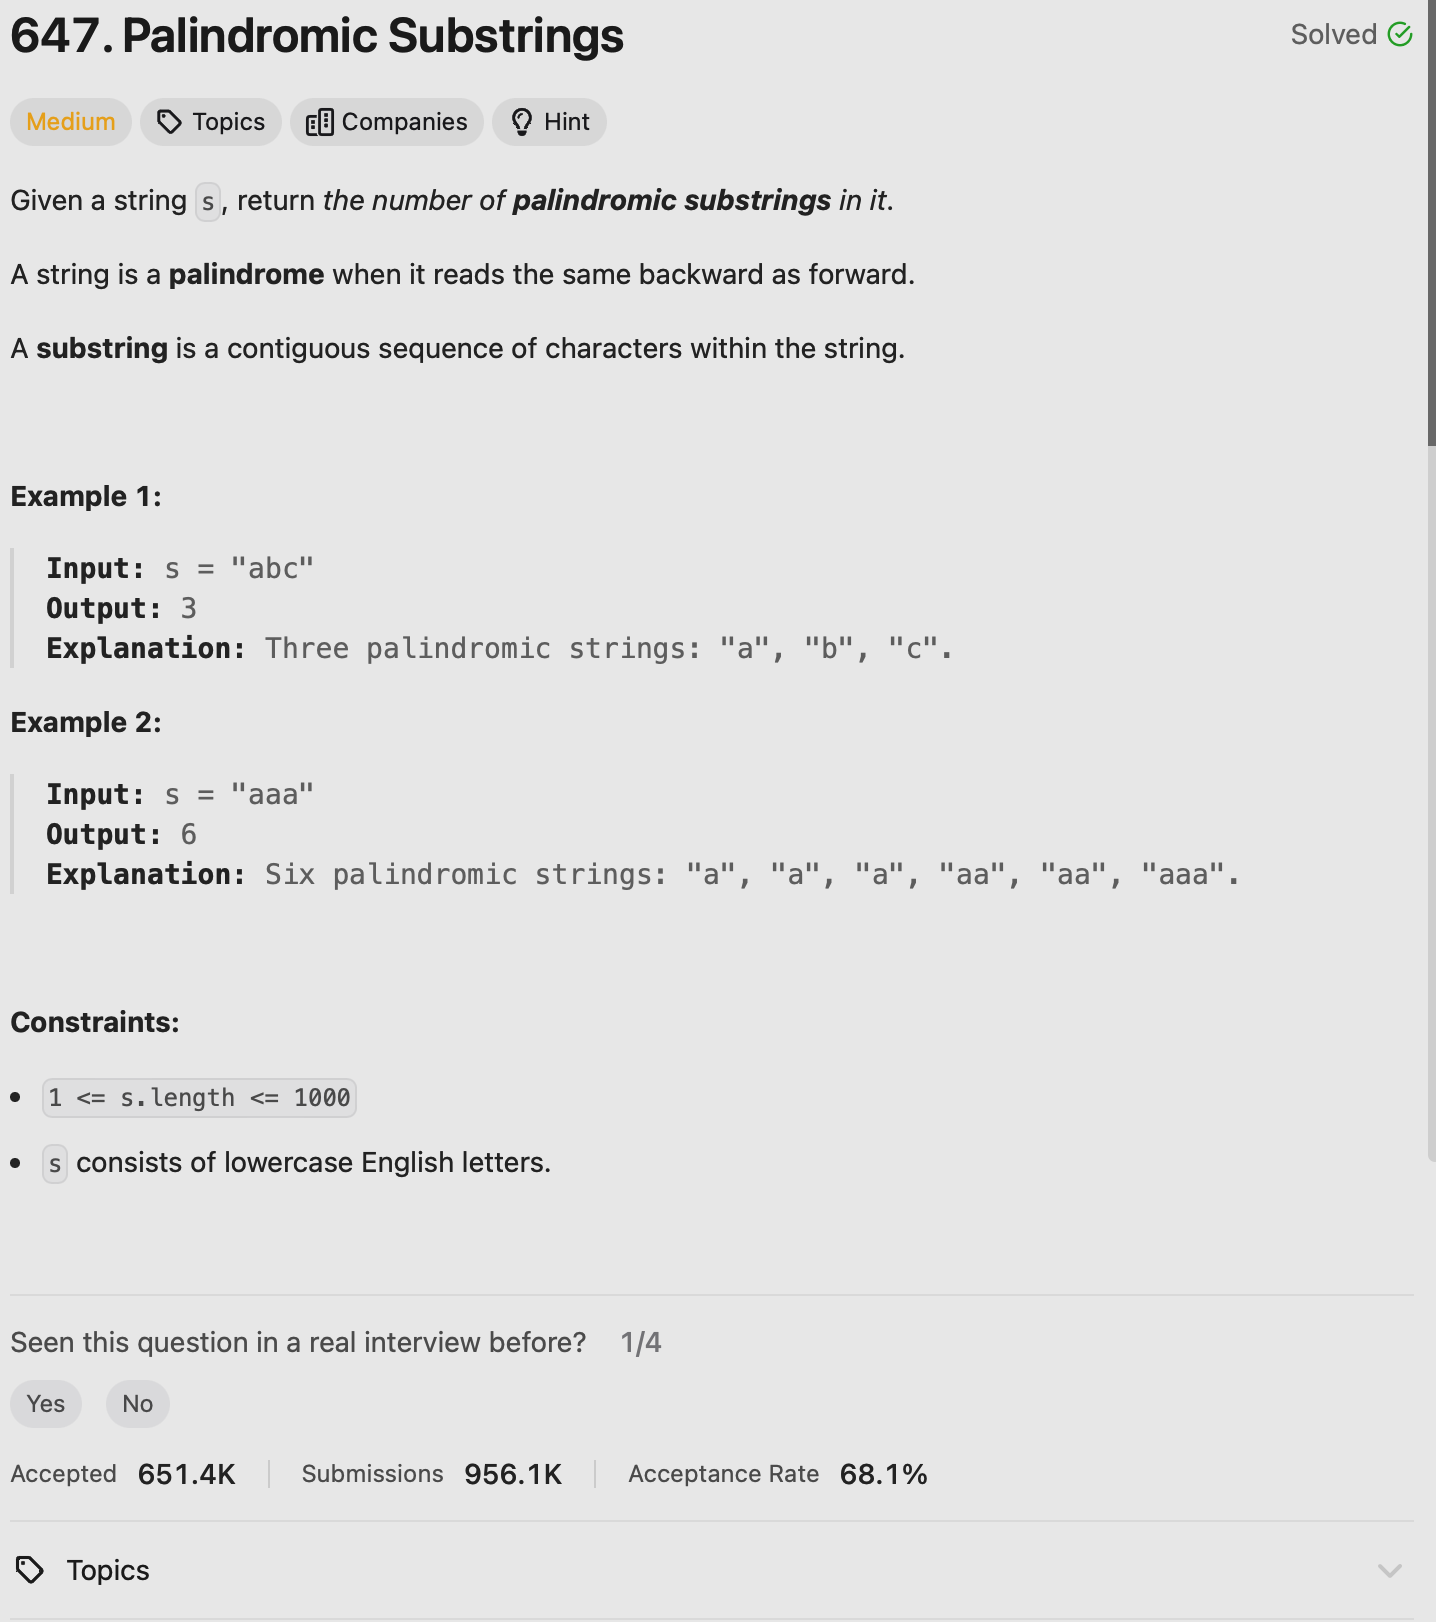 647. Palindromic Substrings
Solved
Medium
Topics
Companies
Hint
Given a string s, return the number of palindromic substrings in it.
A string is a palindrome when it reads the same backward as forward.
A substring is a contiguous sequence of characters within the string.
Example 1:
Input: s = "abc"
Output: 3
Explanation: Three palindromic strings: "a", "b", "c".
Example 2:
Input: s = "aaa"
Output: 6
Explanation: Six palindromic strings: "a", "a", "a", "aa", "aa", "aaa".
Constraints:
1 <= s.length <= 1000
s consists of lowercase English letters.
Seen this question in a real interview before? 1/4
Yes No
Accepted 651.4K Submissions 956.1K Acceptance Rate 68.1%
Topics